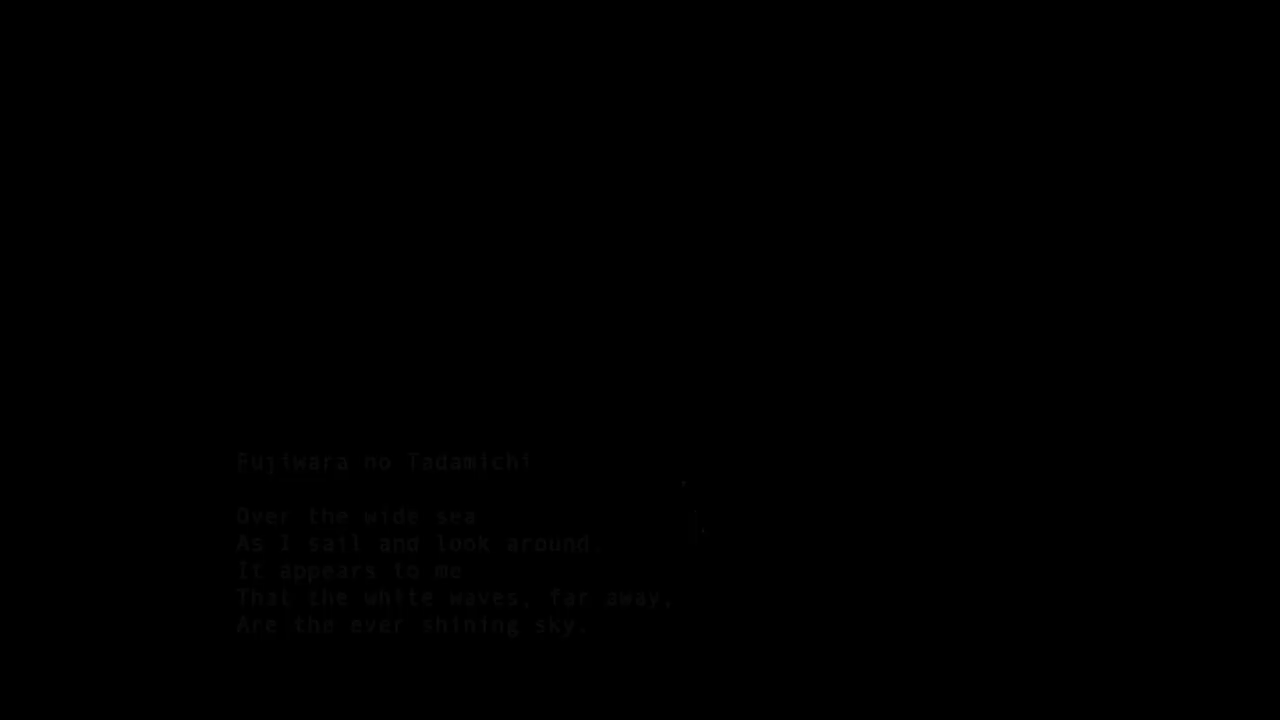 Fujiwara no Tadamichi
Over the wide sea
As I sail and look around,
It appears to me
That the white waves, far away,
Are the ever shining sky.